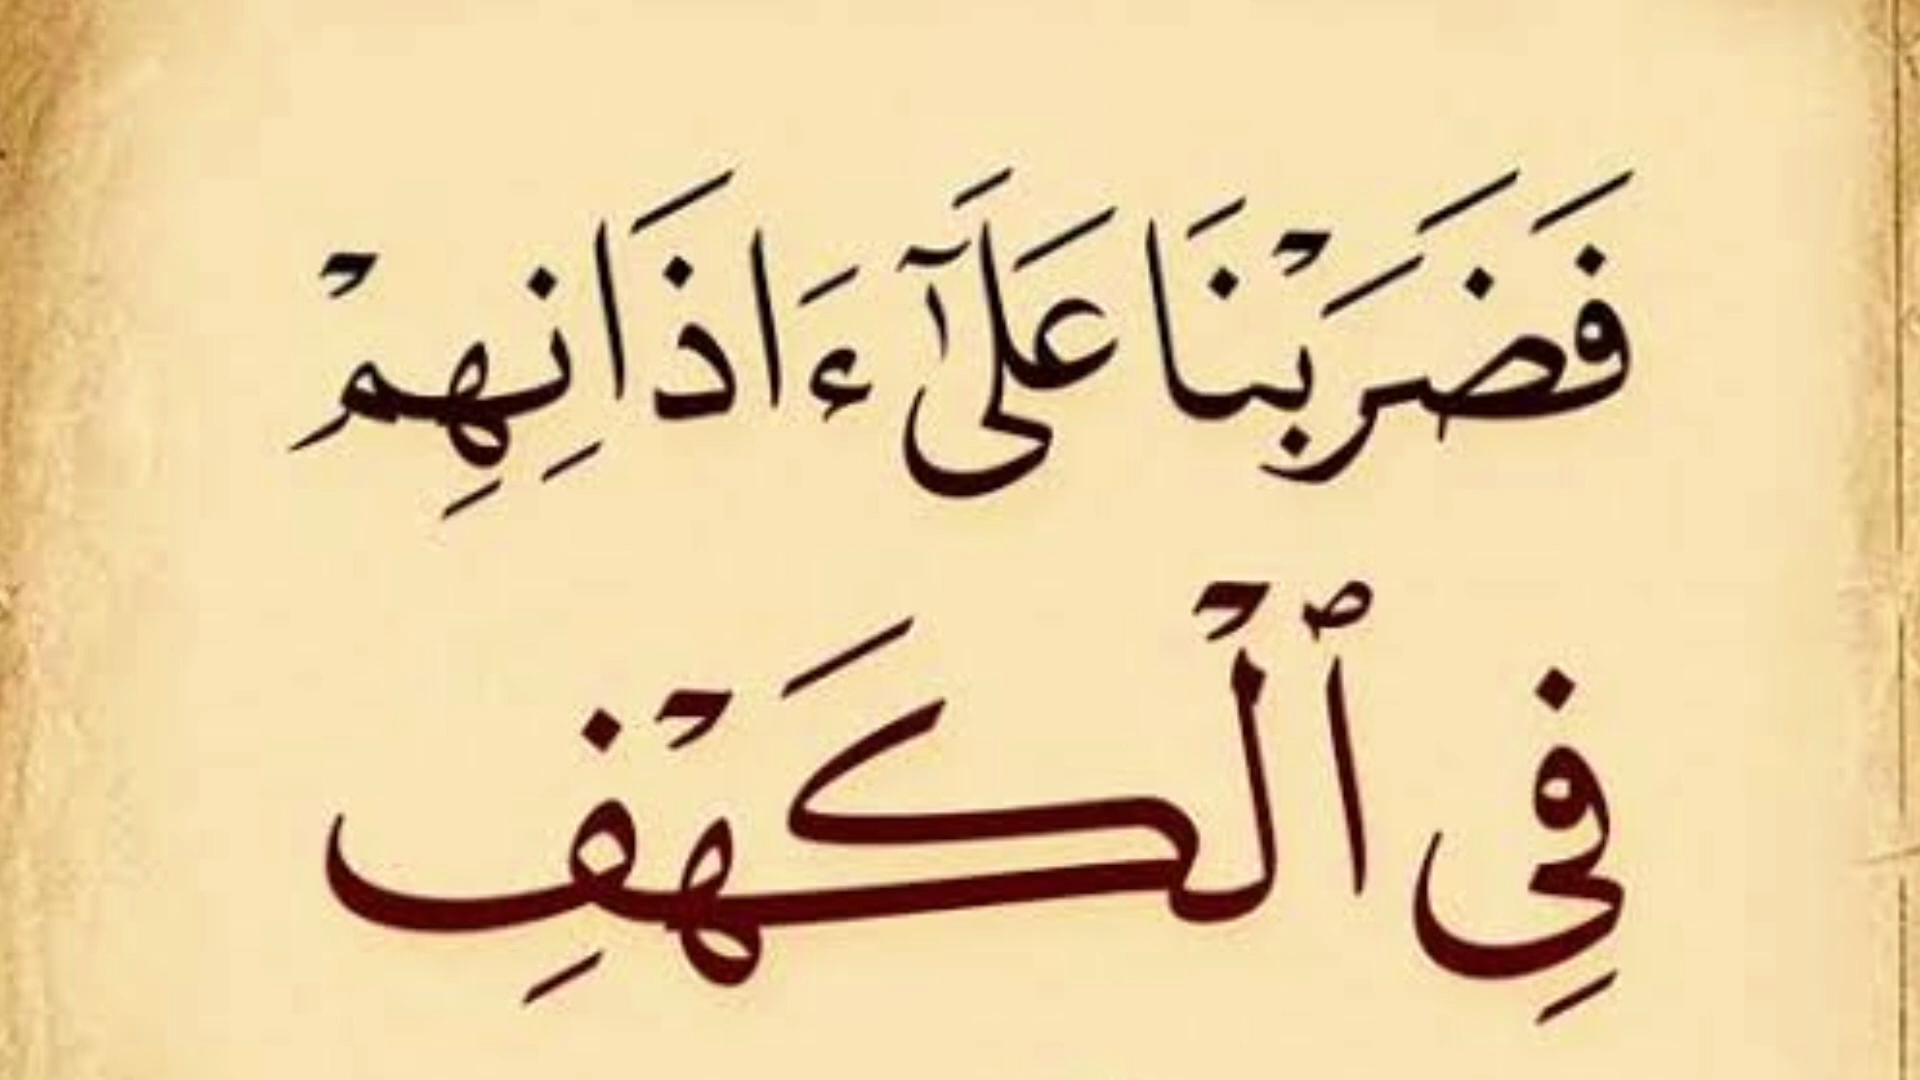 فَضَرَبْنَا عَلَىٰٓ ءَاذَانِهِمْ
فِي ٱلْكَهْفِ